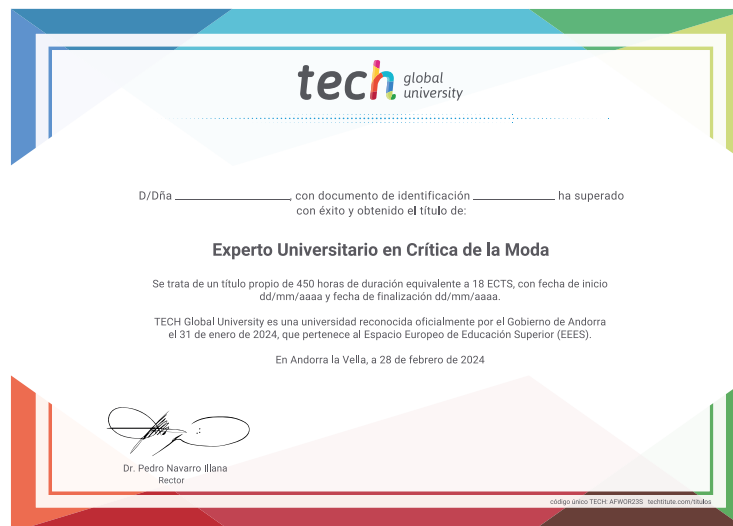 tech global
university
D/Dña ______________________, con documento de identificación _______________ ha superado
con éxito y obtenido el título de:
Experto Universitario en Crítica de la Moda
Se trata de un título propio de 450 horas de duración equivalente a 18 ECTS, con fecha de inicio
dd/mm/aaaa y fecha de finalización dd/mm/aaaa.
TECH Global University es una universidad reconocida oficialmente por el Gobierno de Andorra
el 31 de enero de 2024, que pertenece al Espacio Europeo de Educación Superior (EEES).
En Andorra la Vella, a 28 de febrero de 2024
Dr. Pedro Navarro Illana
Rector
código único TECH: AFWOR23S techtitute.com/titulos